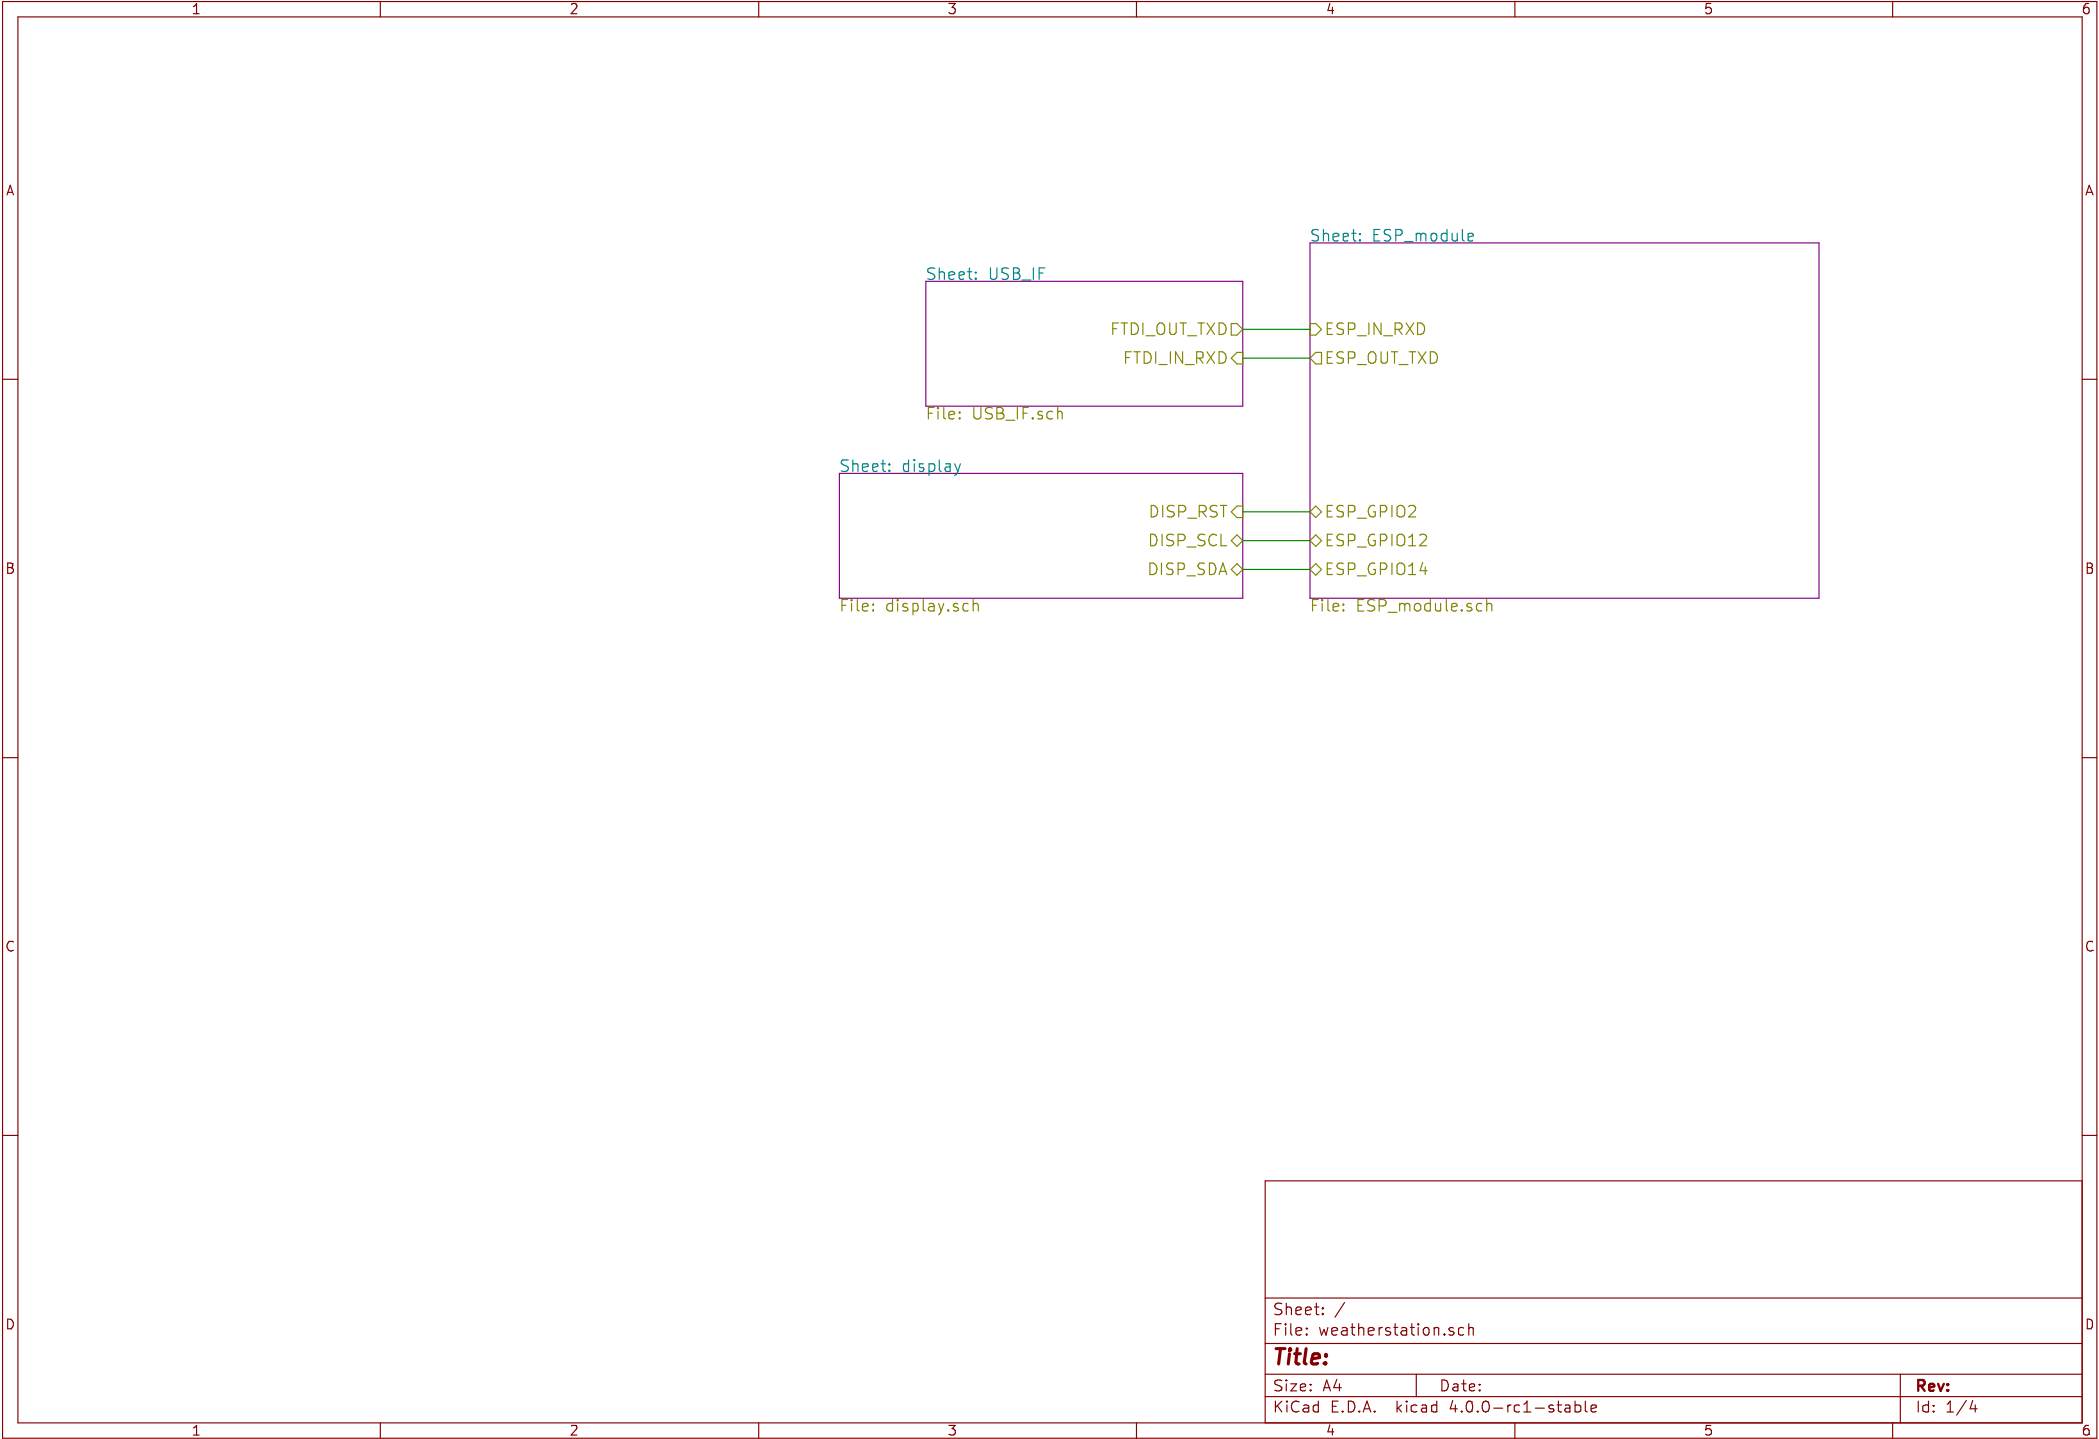 1 2 3 4 5 6
A A
Sheet: ESP_module
Sheet: USB_IF
FTDI_OUT_TXD ESP_IN_RXD
FTDI_IN_RXD ESP_OUT_TXD
File: USB_IF.sch
Sheet: display
DISP_RST ESP_GPIO2
DISP_SCL ESP_GPIO12
B B
DISP_SDA ESP_GPIO14
File: display.sch File: ESP_module.sch
C C
Sheet: /
D D
File: weatherstation.sch
Title:
Size: A4 Date: Rev:
KiCad E.D.A. kicad 4.0.0-rc1-stable Id: 1/4
1 2 3 4 5 6